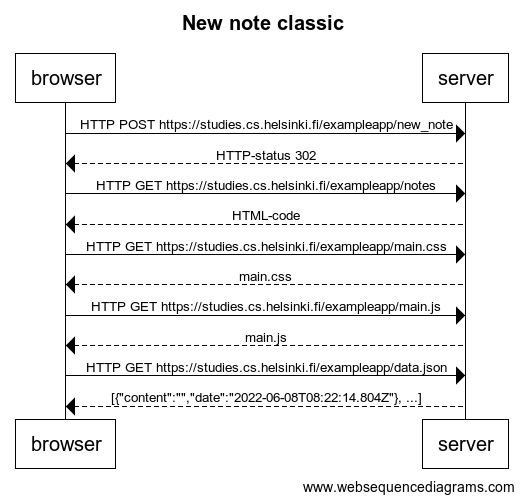 New note classic
browser server
HTTP POST https://studies.cs.helsinki.fi/exampleapp/new_note
HTTP-status 302
HTTP GET https://studies.cs.helsinki.fi/exampleapp/notes
HTML-code
HTTP GET https://studies.cs.helsinki.fi/exampleapp/main.css
main.css
HTTP GET https://studies.cs.helsinki.fi/exampleapp/main.js
main.js
HTTP GET https://studies.cs.helsinki.fi/exampleapp/data.json
[{"content":"","date":"2022-06-08T08:22:14.804Z"}, ...]
browser server
www.websequencediagrams.com